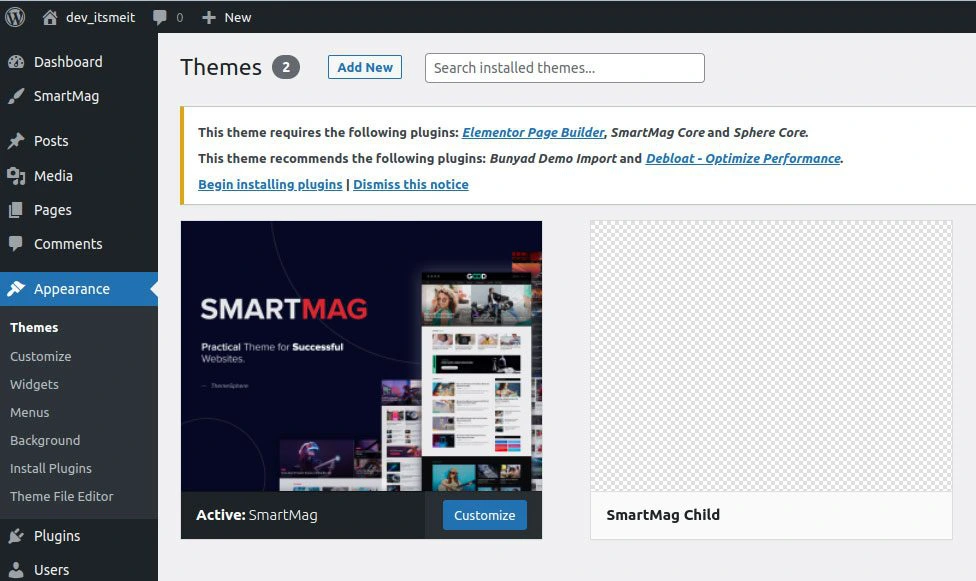 dev_itsmeit 0 New
Dashboard
SmartMag
Posts
Media
Pages
Comments
Appearance
Themes
Customize
Widgets
Menus
Background
Install Plugins
Theme File Editor
Plugins
Users
Themes 2 Add New Search installed themes...
This theme requires the following plugins: Elementor Page Builder, SmartMag Core and Sphere Core.
This theme recommends the following plugins: Bunyad Demo Import and Debloat - Optimize Performance.
Begin installing plugins | Dismiss this notice
SMARTMAG
Practical Theme for Successful
Websites.
— ThemeSphere
GOOD
Active: SmartMag Customize
SmartMag Child